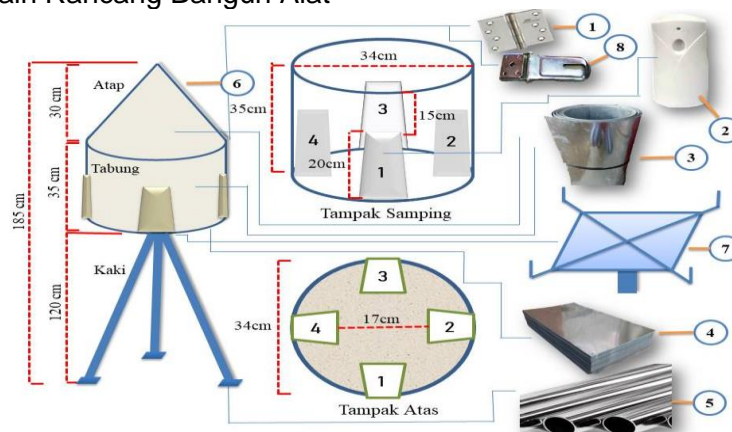 ain Rancang Bangun Alat
Atap
6
30 cm
Tabung
35 cm
185 cm
Kaki
120 cm
34cm
35cm
3
15cm
4
2
20cm
1
Tampak Samping
3
34cm
4
17cm
2
1
Tampak Atas
1
8
2
3
7
4
5